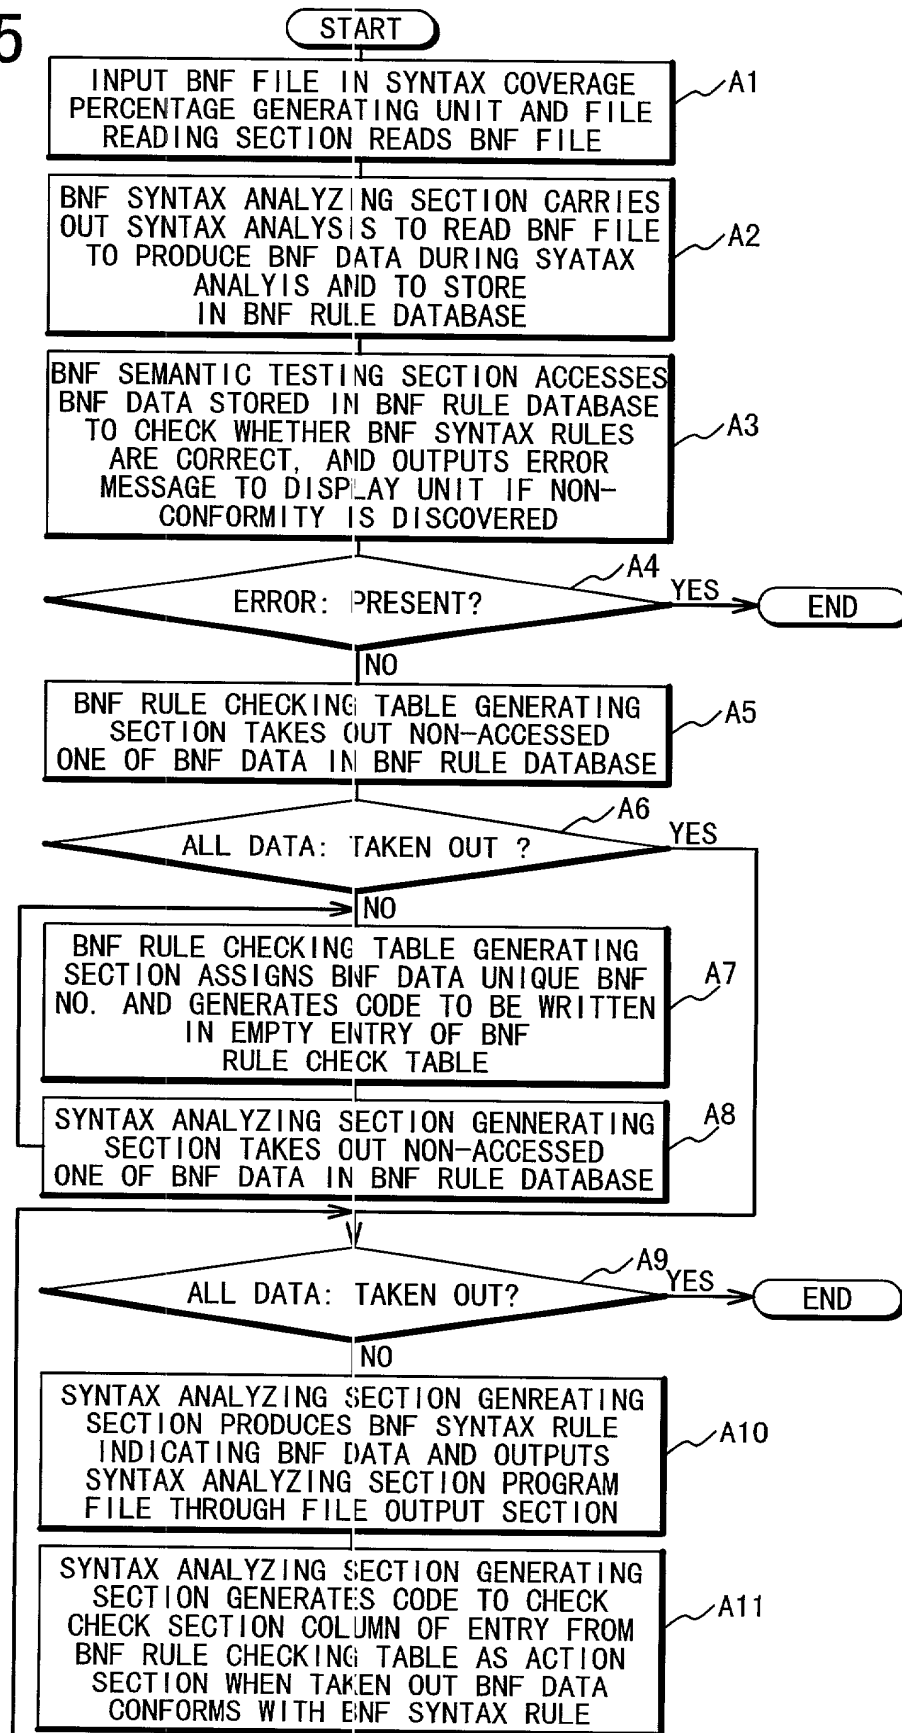 5
START
INPUT BNF FILE IN SYNTAX COVERAGE
PERCENTAGE GENERATING UNIT AND FILE
READING SECTION READS BNF FILE
A1
BNF SYNTAX ANALYZING SECTION CARRIES
OUT SYNTAX ANALYSIS TO READ BNF FILE
TO PRODUCE BNF DATA DURING SYATAX
ANALYIS AND TO STORE
IN BNF RULE DATABASE
A2
BNF SEMANTIC TESTING SECTION ACCESSES
BNF DATA STORED IN BNF RULE DATABASE
TO CHECK WHETHER BNF SYNTAX RULES
ARE CORRECT, AND OUTPUTS ERROR
MESSAGE TO DISPLAY UNIT IF NON-
CONFORMITY IS DISCOVERED
A3
ERROR: PRESENT?
A4
YES
END
NO
BNF RULE CHECKING TABLE GENERATING
SECTION TAKES OUT NON-ACCESSED
ONE OF BNF DATA IN BNF RULE DATABASE
A5
ALL DATA: TAKEN OUT ?
A6
YES
NO
BNF RULE CHECKING TABLE GENERATING
SECTION ASSIGNS BNF DATA UNIQUE BNF
NO. AND GENERATES CODE TO BE WRITTEN
IN EMPTY ENTRY OF BNF
RULE CHECK TABLE
A7
SYNTAX ANALYZING SECTION GENNERATING
SECTION TAKES OUT NON-ACCESSED
ONE OF BNF DATA IN BNF RULE DATABASE
A8
ALL DATA: TAKEN OUT?
A9
YES
END
NO
SYNTAX ANALYZING SECTION GENREATING
SECTION PRODUCES BNF SYNTAX RULE
INDICATING BNF DATA AND OUTPUTS
SYNTAX ANALYZING SECTION PROGRAM
FILE THROUGH FILE OUTPUT SECTION
A10
SYNTAX ANALYZING SECTION GENERATING
SECTION GENERATES CODE TO CHECK
CHECK SECTION COLUMN OF ENTRY FROM
BNF RULE CHECKING TABLE AS ACTION
SECTION WHEN TAKEN OUT BNF DATA
CONFORMS WITH BNF SYNTAX RULE
A11